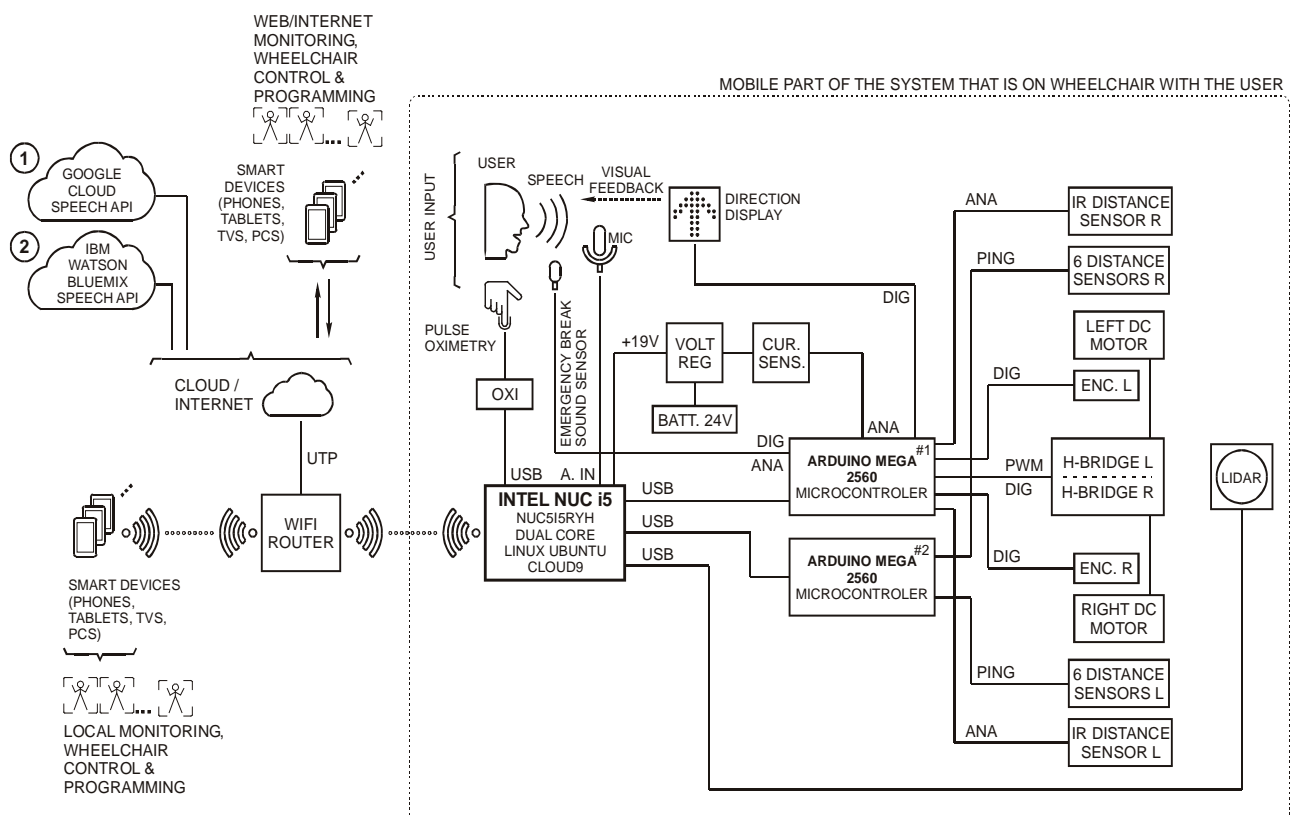 WEB/INTERNET
MONITORING,
WHEELCHAIR
CONTROL &
PROGRAMMING
MOBILE PART OF THE SYSTEM THAT IS ON WHEELCHAIR WITH THE USER
1
GOOGLE
CLOUD
SPEECH API
2
IBM
WATSON
BLUEMIX
SPEECH API
SMART
DEVICES
(PHONES,
TABLETS,
TVS, PCS)
CLOUD /
INTERNET
UTP
WIFI
ROUTER
SMART DEVICES
(PHONES,
TABLETS, TVS,
PCS)
LOCAL MONITORING,
WHEELCHAIR
CONTROL &
PROGRAMMING
USER INPUT
USER
SPEECH
VISUAL
FEEDBACK
DIRECTION
DISPLAY
MIC
PULSE
OXIMETRY
OXI
EMERGENCY BREAK
SOUND SENSOR
+19V
VOLT
REG
CUR.
SENS.
BATT. 24V
DIG
ANA
DIG
ANA
USB
A. IN
INTEL NUC i5
NUC5I5RYH
DUAL CORE
LINUX UBUNTU
CLOUD9
USB
USB
USB
#1
ARDUINO MEGA
2560
MICROCONTROLER
#2
ARDUINO MEGA
2560
MICROCONTROLER
ANA
IR DISTANCE
SENSOR R
PING
6 DISTANCE
SENSORS R
LEFT DC
MOTOR
DIG
ENC. L
PWM
DIG
H-BRIDGE L
H-BRIDGE R
LIDAR
DIG
ENC. R
RIGHT DC
MOTOR
PING
6 DISTANCE
SENSORS L
ANA
IR DISTANCE
SENSOR L